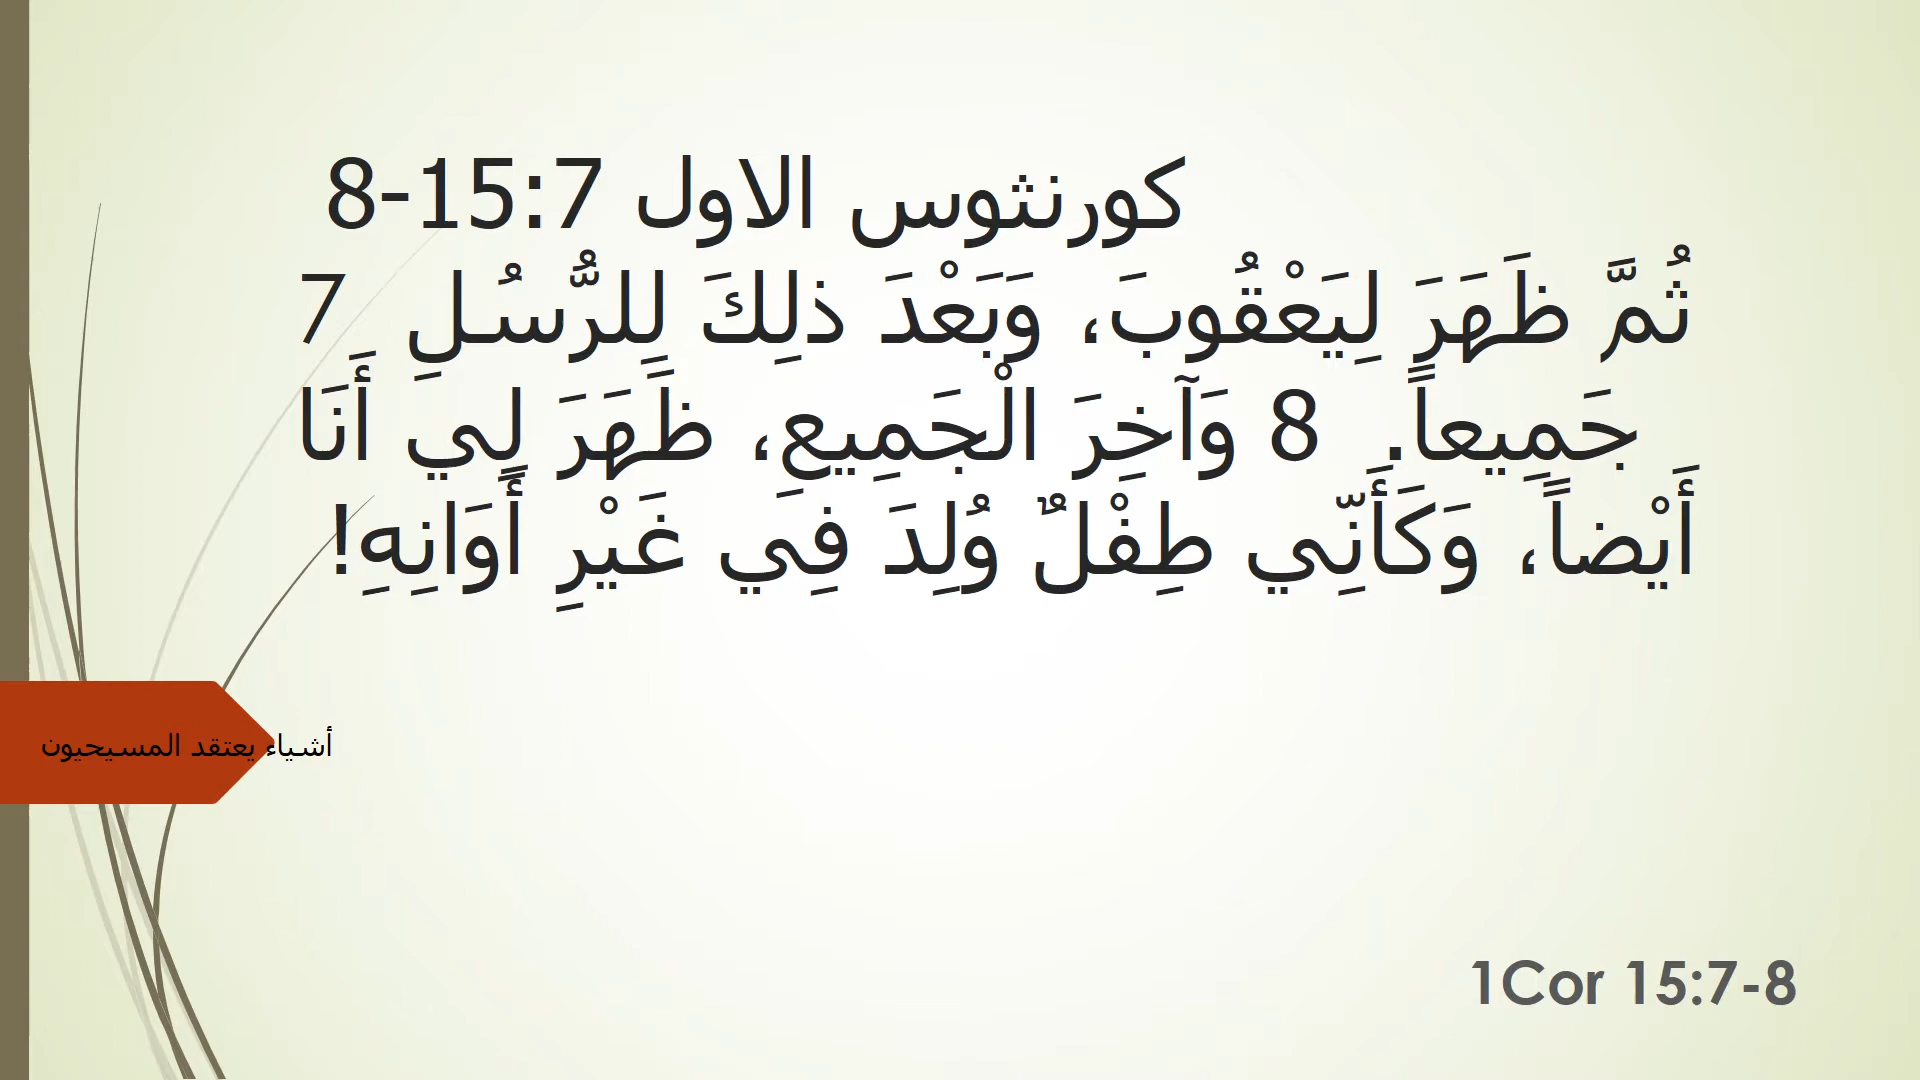 كورنثوس الاول 15:7-8
ثُمَّ ظَهَرَ لِيَعْقُوبَ، وَبَعْدَ ذلِكَ لِلرُّسُلِ 7
جَمِيعاً. 8 وَآخِرَ الْجَمِيعِ، ظَهَرَ لِي أَنَا
أَيْضاً، وَكَأَنِّي طِفْلٌ وُلِدَ فِي غَيْرِ أَوَانِهِ!
أشياء يعتقد المسيحيون
1Cor 15:7-8